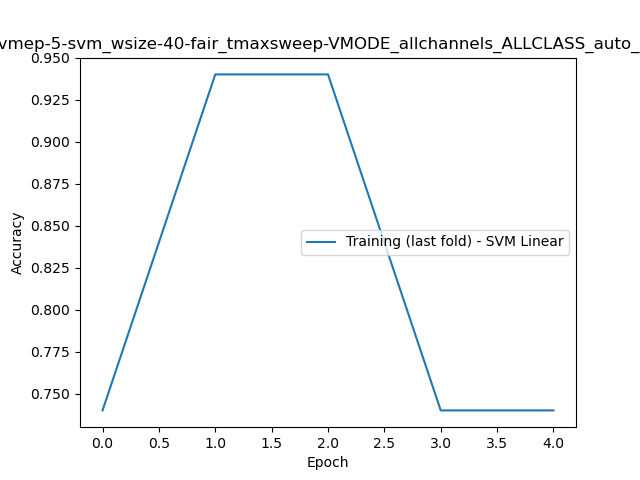 vmep-5-svm_wsize-40-fair_tmaxsweep-VMODE_allchannels_ALLCLASS_auto_
0.950
0.925
0.900
0.875
0.850
0.825
0.800
0.775
0.750
Accuracy
Training (last fold) - SVM Linear
0.0 0.5 1.0 1.5 2.0 2.5 3.0 3.5 4.0
Epoch